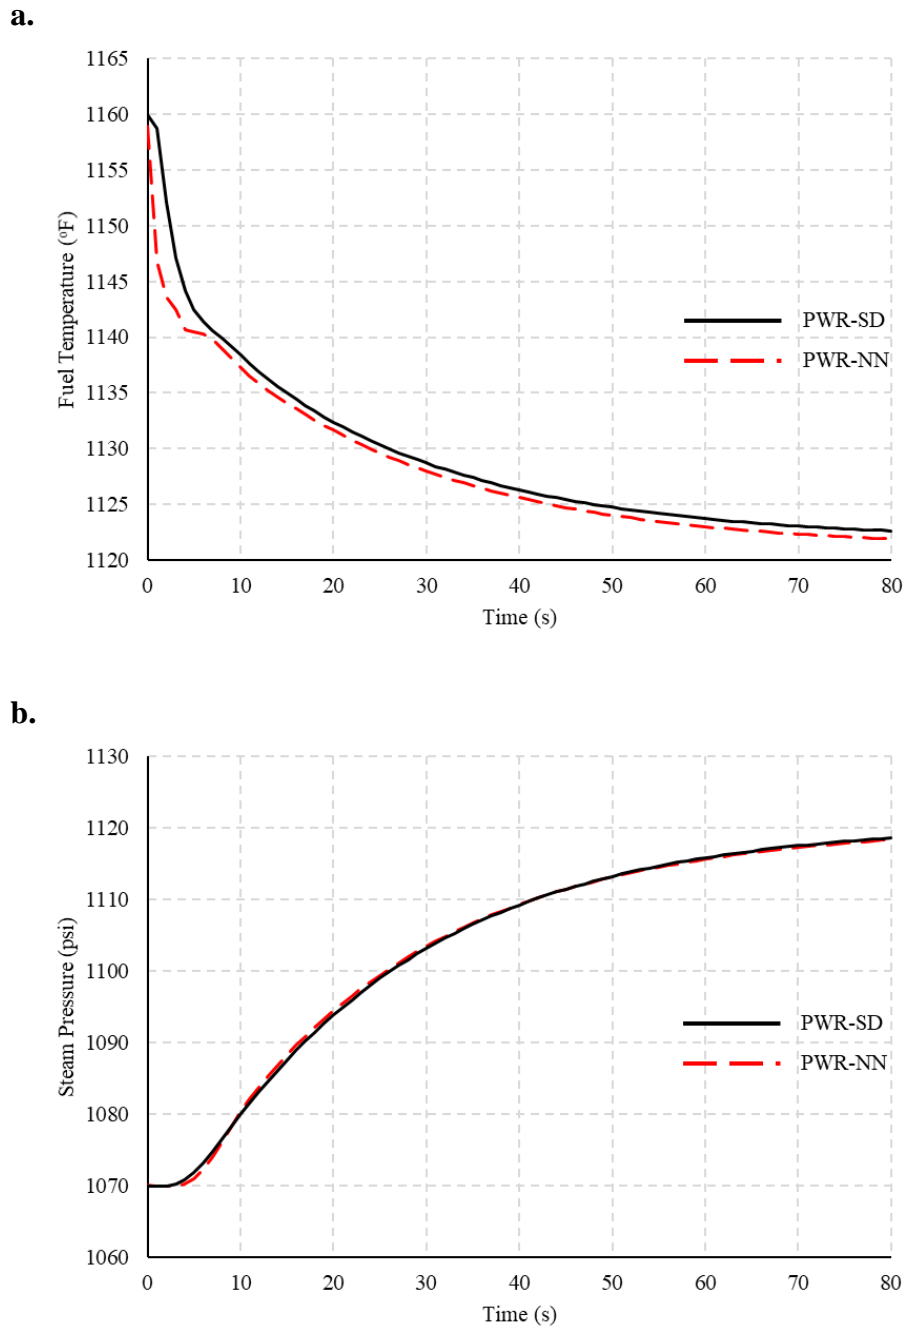 a.
1165
1160
1155
1150
1145
1140
1135
1130
1125
1120
Fuel Temperature (°F)
PWR-SD
PWR-NN
0 10 20 30 40 50 60 70 80
Time (s)
b.
1130
1120
1110
1100
1090
1080
1070
1060
Steam Pressure (psi)
PWR-SD
PWR-NN
0 10 20 30 40 50 60 70 80
Time (s)